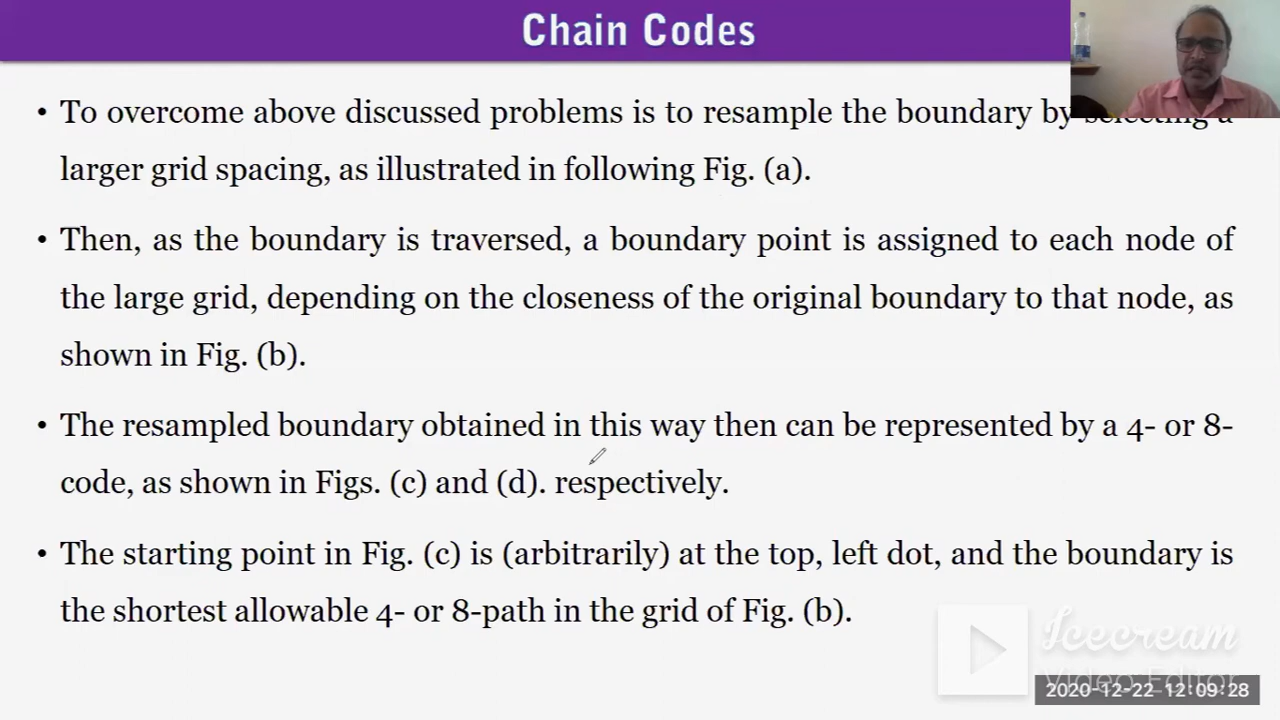 Chain Codes
• To overcome above discussed problems is to resample the boundary by selecting a
larger grid spacing, as illustrated in following Fig. (a).
• Then, as the boundary is traversed, a boundary point is assigned to each node of
the large grid, depending on the closeness of the original boundary to that node, as
shown in Fig. (b).
• The resampled boundary obtained in this way then can be represented by a 4- or 8-
code, as shown in Figs. (c) and (d). respectively.
• The starting point in Fig. (c) is (arbitrarily) at the top, left dot, and the boundary is
the shortest allowable 4- or 8-path in the grid of Fig. (b).
Icecream
Video Editor
2020-12-22 12:09:28